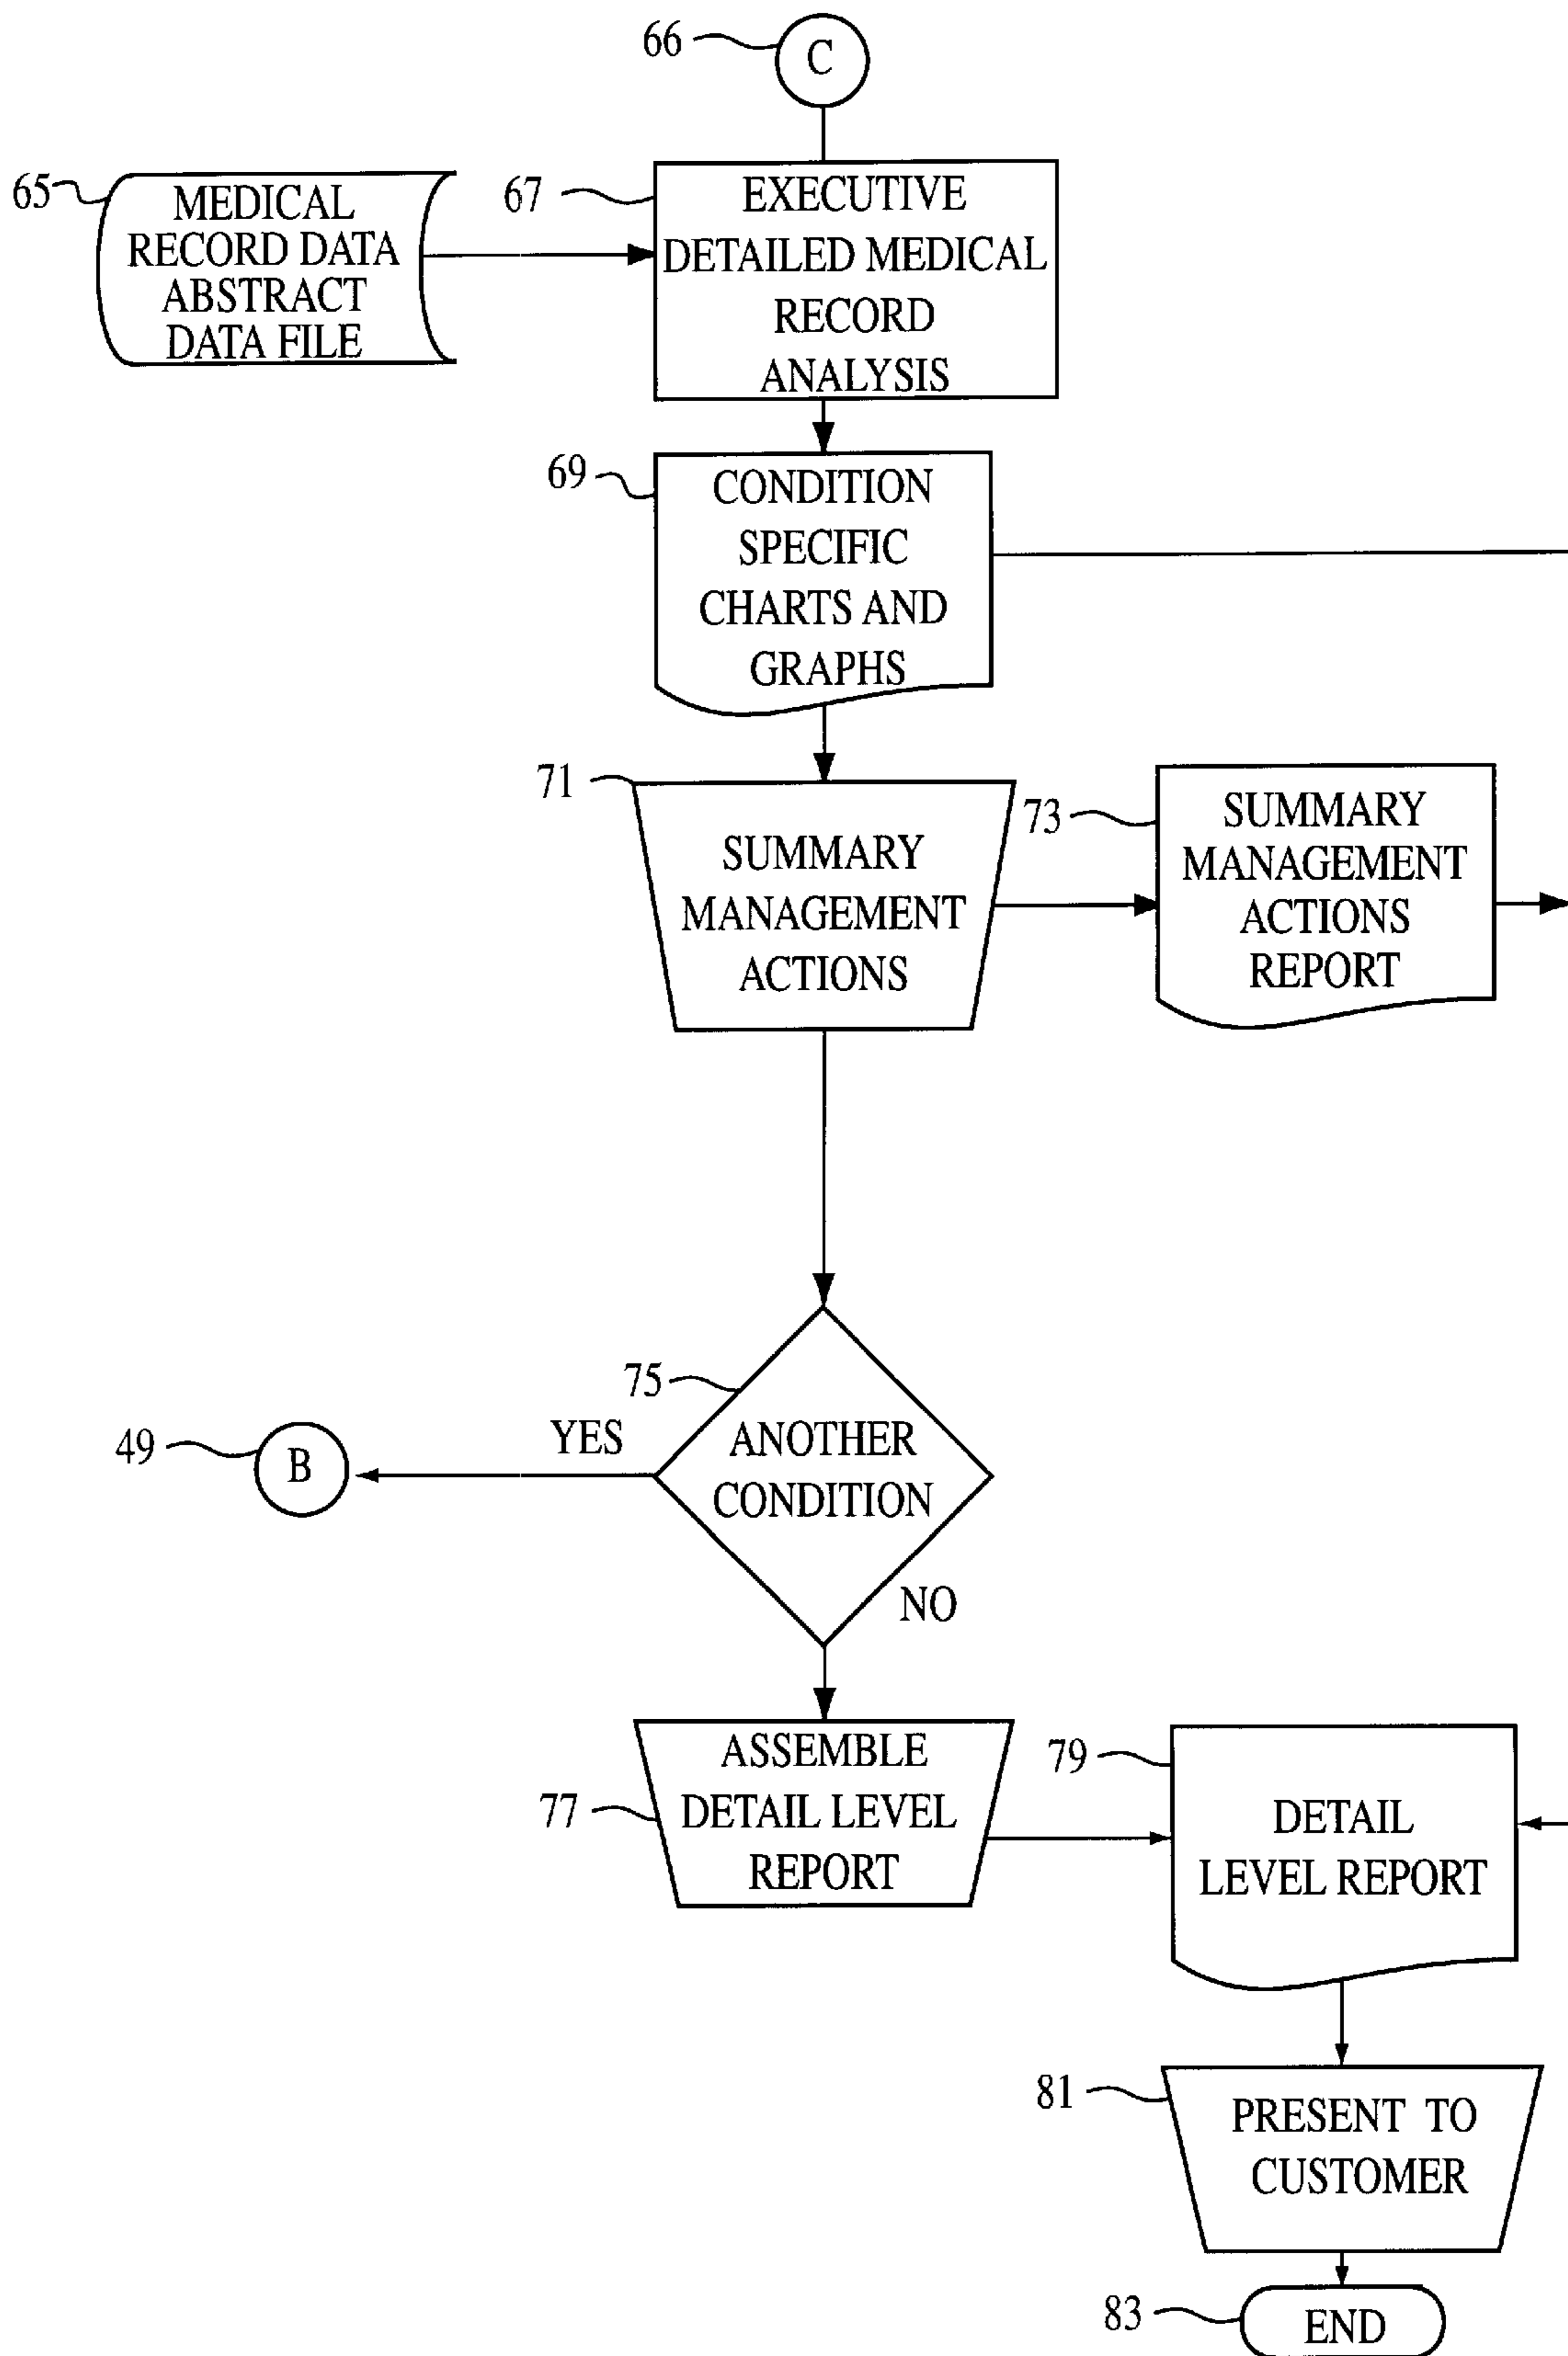 66
C
65
MEDICAL
RECORD DATA
ABSTRACT
DATA FILE
67
EXECUTIVE
DETAILED MEDICAL
RECORD
ANALYSIS
69
CONDITION
SPECIFIC
CHARTS AND
GRAPHS
71
SUMMARY
MANAGEMENT
ACTIONS
73
SUMMARY
MANAGEMENT
ACTIONS
REPORT
75
ANOTHER
CONDITION
YES
49
B
NO
77
ASSEMBLE
DETAIL LEVEL
REPORT
79
DETAIL
LEVEL REPORT
81
PRESENT TO
CUSTOMER
83
END